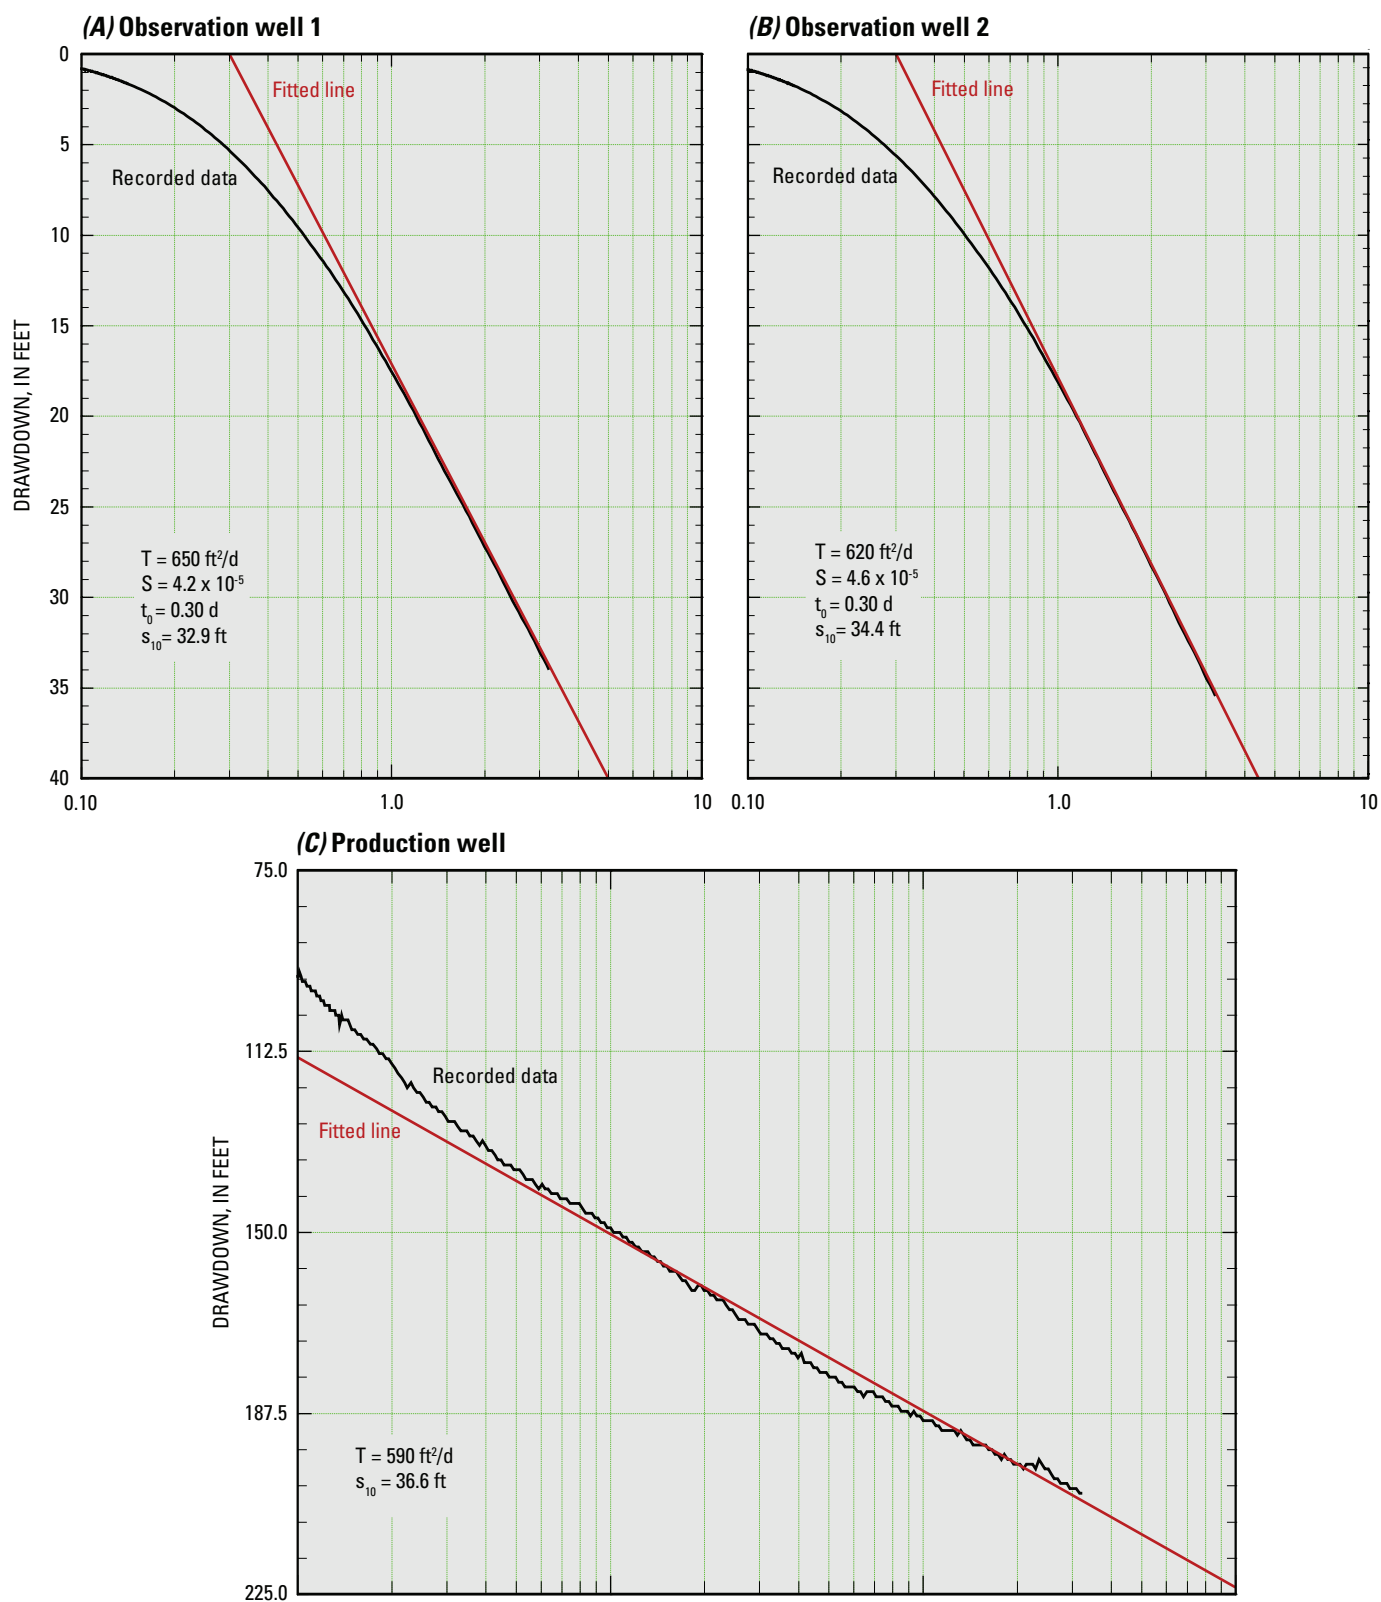 (A) Observation well 1
0
5
10
15
20
25
30
35
40
DRAWDOWN, IN FEET
Fitted line
Recorded data
T = 650 ft²/d
S = 4.2 x 10⁻⁵
t₀ = 0.30 d
s₁₀= 32.9 ft
0.10 1.0 10
(B) Observation well 2
Fitted line
Recorded data
T = 620 ft²/d
S = 4.6 x 10⁻⁵
t₀ = 0.30 d
s₁₀= 34.4 ft
0.10 1.0 10
(C) Production well
75.0
112.5
150.0
187.5
225.0
DRAWDOWN, IN FEET
Recorded data
Fitted line
T = 590 ft²/d
s₁₀ = 36.6 ft